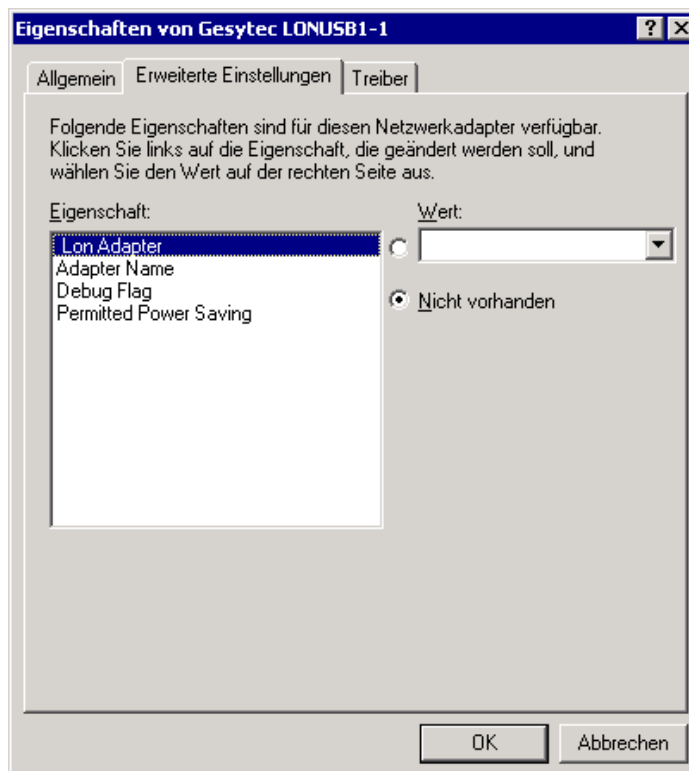 Eigenschaften von Gesytec LONUSB1-1
Allgemein Erweiterte Einstellungen Treiber
Folgende Eigenschaften sind für diesen Netzwerkadapter verfügbar.
Klicken Sie links auf die Eigenschaft, die geändert werden soll, und
wählen Sie den Wert auf der rechten Seite aus.
Eigenschaft: Wert:
Lon Adapter
Adapter Name
Debug Flag
Nicht vorhanden
Permitted Power Saving
OK Abbrechen